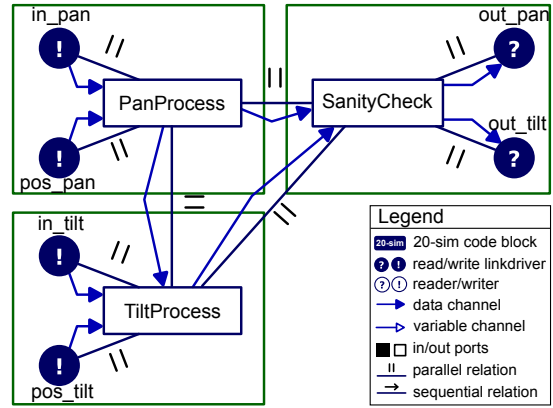 in_pan
!
PanProcess
!
pos_pan
SanityCheck
out_pan
?
out_tilt
?
in_tilt
!
TiltProcess
!
pos_tilt
Legend
20-sim 20-sim code block
? ! read/write linkdriver
? ! reader/writer
data channel
variable channel
in/out ports
parallel relation
sequential relation